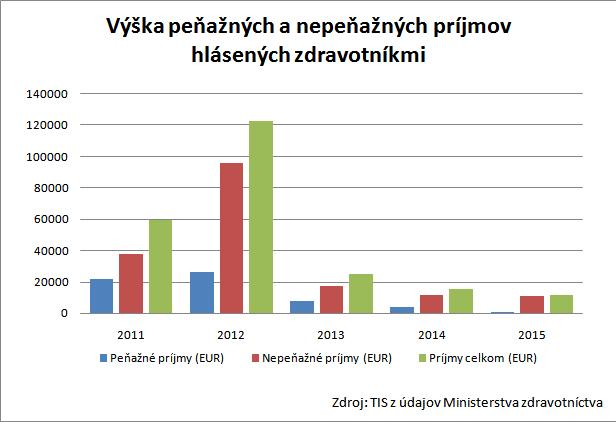 Výška peňažných a nepeňažných príjmov
hlásených zdravotníkmi
140000
120000
100000
80000
60000
40000
20000
0
2011 2012 2013 2014 2015
Peňažné príjmy (EUR) Nepeňažné príjmy (EUR) Príjmy celkom (EUR)
Zdroj: TIS z údajov Ministerstva zdravotníctva